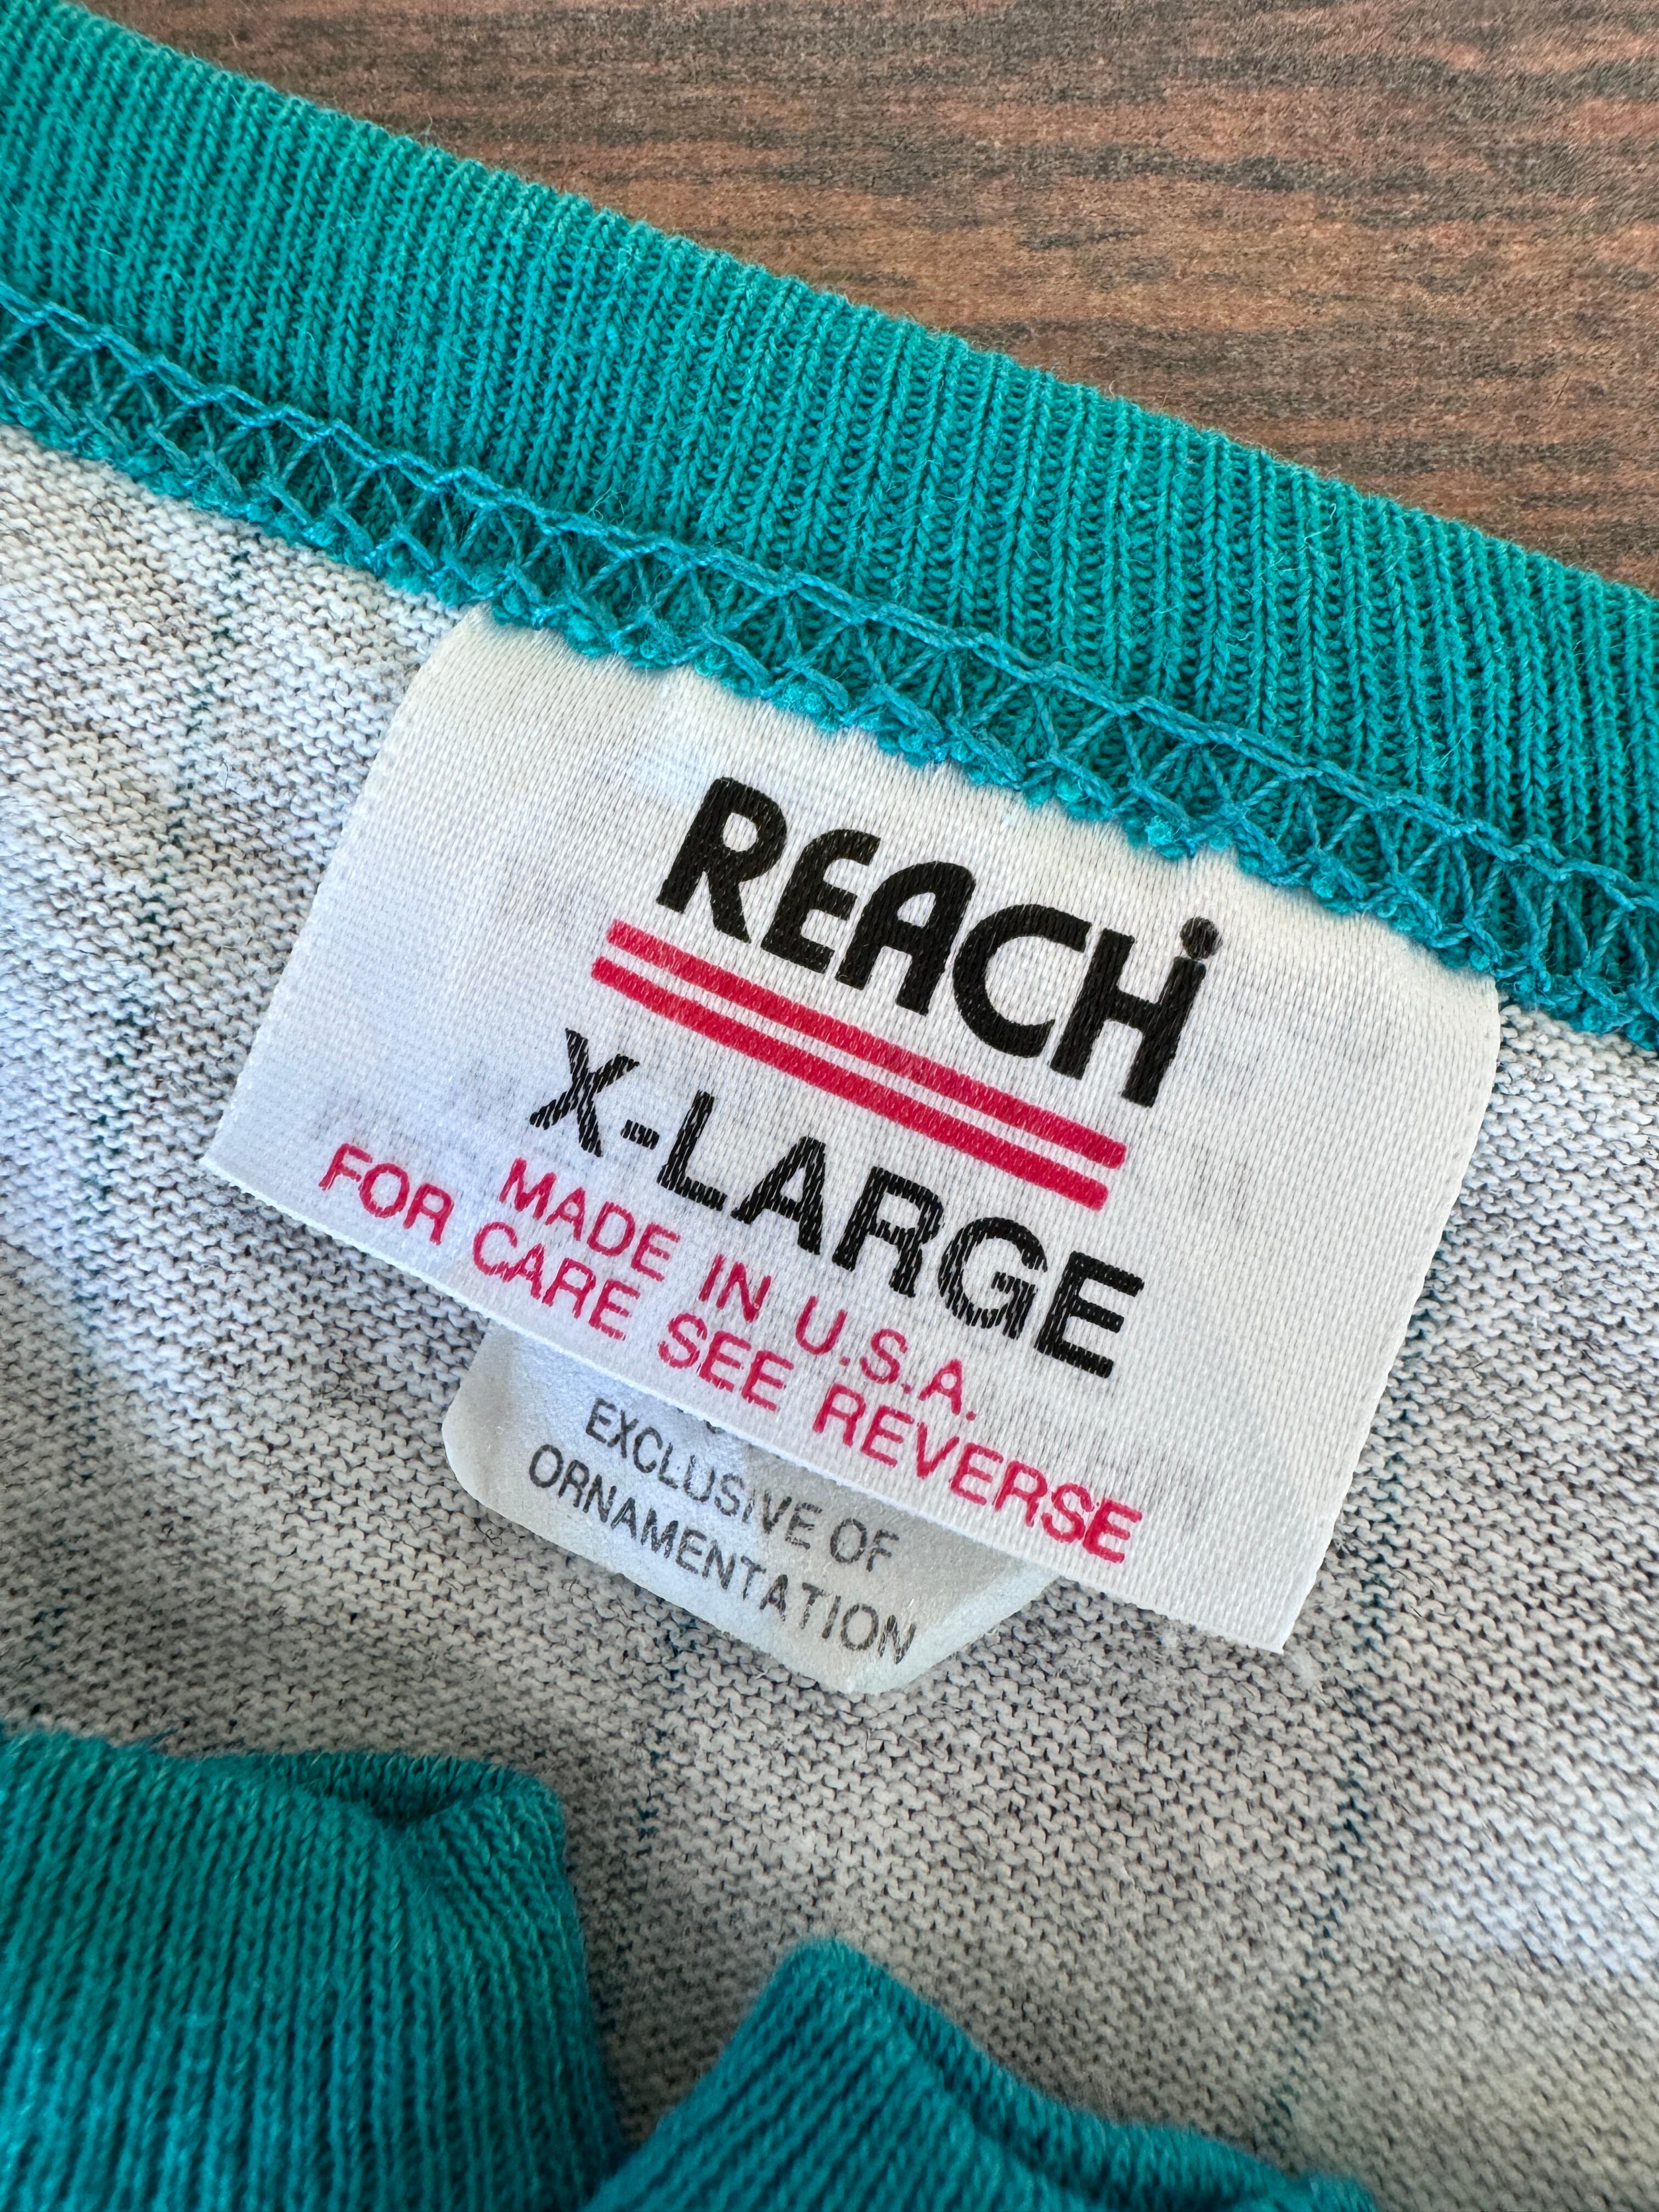 REACH
X-LARGE
MADE IN U.S.A.
FOR CARE SEE REVERSE
EXCLUSIVE OF
ORNAMENTATION